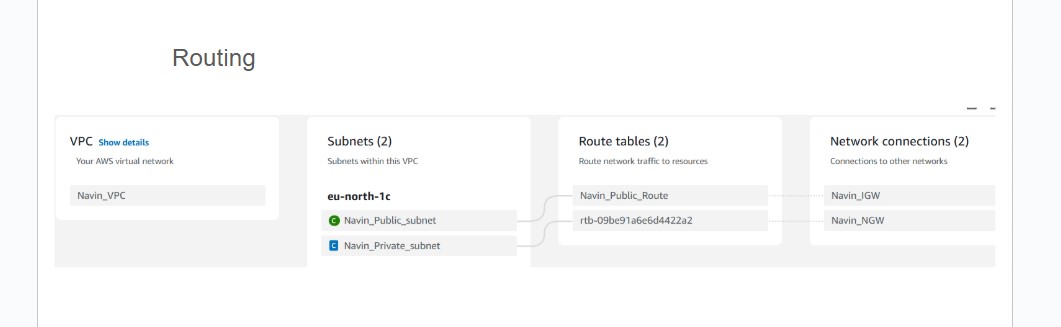 Routing
VPC Show details
Your AWS virtual network
Navin_VPC
Subnets (2)
Subnets within this VPC
eu-north-1c
C Navin_Public_subnet
C Navin_Private_subnet
Route tables (2)
Route network traffic to resources
Navin_Public_Route
rtb-09be91a6e6d4422a2
Network connections (2)
Connections to other networks
Navin_IGW
Navin_NGW